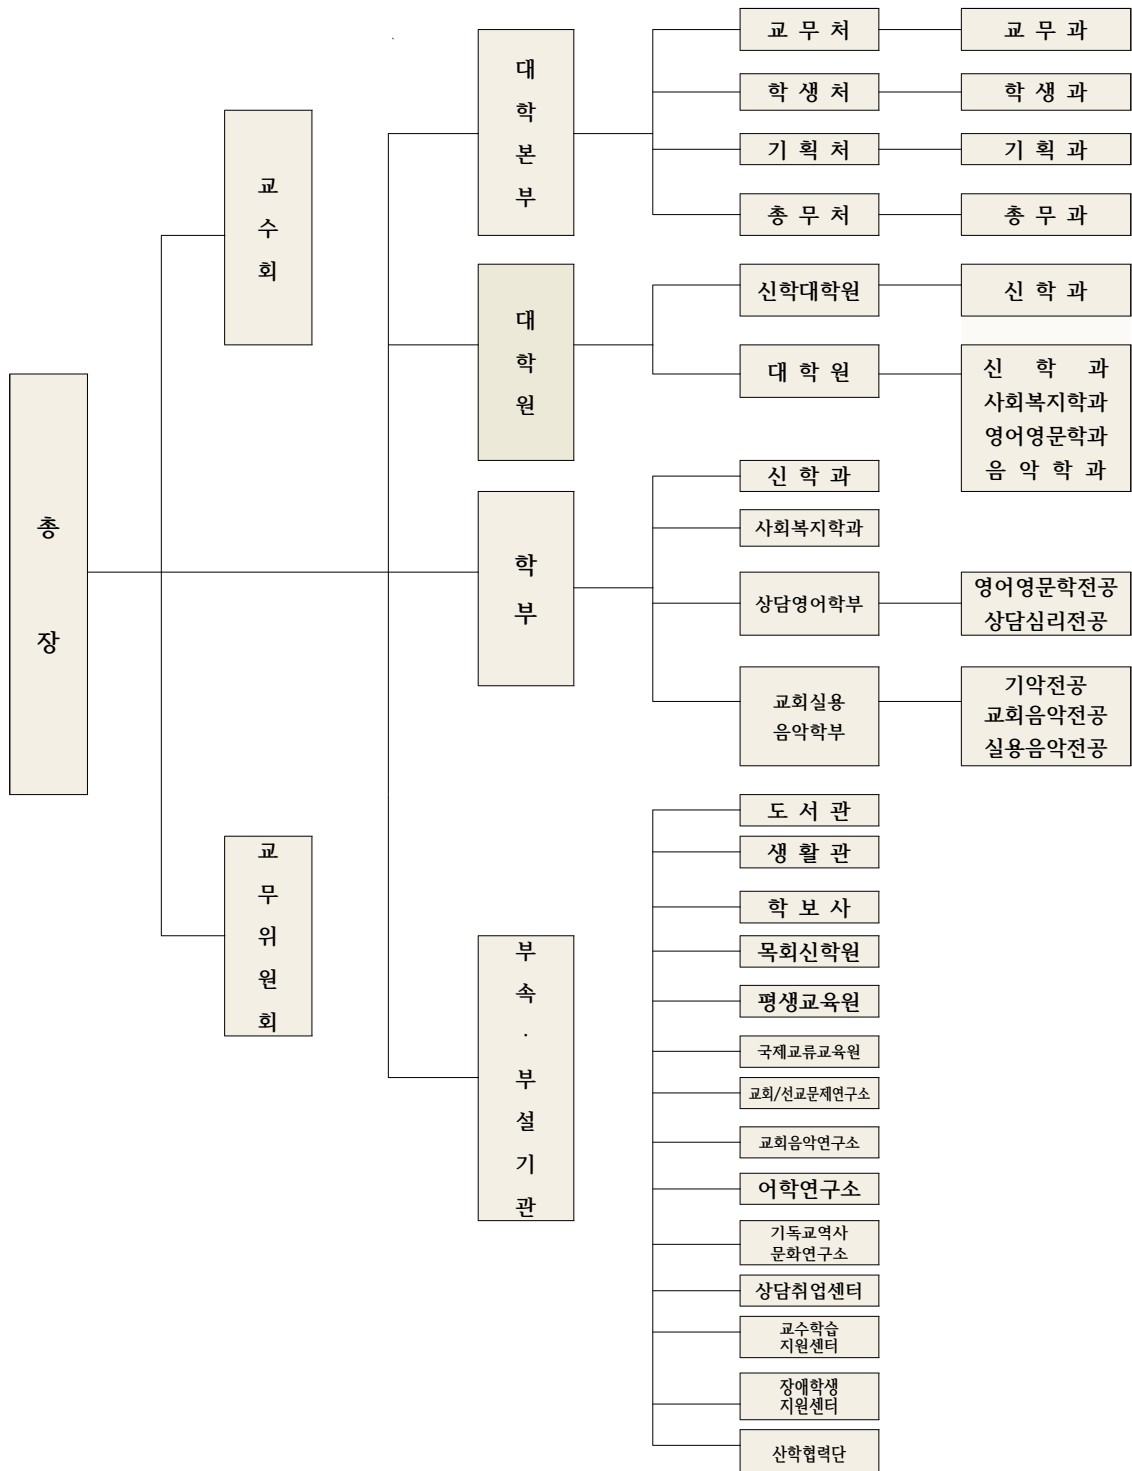 총장
교수회
교무위원회
대학본부
교무처
교무과
학생처
학생과
기획처
기획과
총무처
총무과
대학원
신학대학원
신학과
대학원
신학과
사회복지학과
영어영문학과
음악학과
학부
신학과
사회복지학과
상담영어학부
영어영문학전공
상담심리전공
교회실용
음악학부
기악전공
교회음악전공
실용음악전공
부속·부설기관
도서관
생활관
학보사
목회신학원
평생교육원
국제교류교육원
교회/선교문제연구소
교회음악연구소
어학연구소
기독교역사
문화연구소
상담취업센터
교수학습
지원센터
장애학생
지원센터
산학협력단